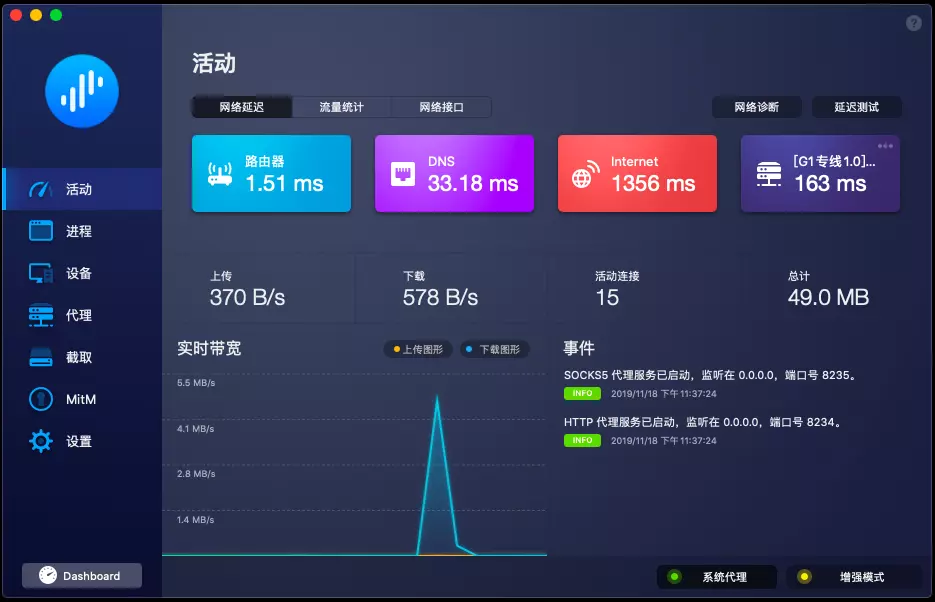 ?
活动
网络延迟
流量统计
网络接口
网络诊断
延迟测试
路由器
1.51 ms
DNS
33.18 ms
Internet
1356 ms
[G1专线1.0]...
163 ms
活动
进程
设备
代理
截取
MitM
设置
Dashboard
上传
370 B/s
下载
578 B/s
活动连接
15
总计
49.0 MB
实时带宽
上传图形
下载图形
5.5 MB/s
4.1 MB/s
2.8 MB/s
1.4 MB/s
事件
SOCKS5 代理服务已启动，监听在 0.0.0.0，端口号 8235。
INFO 2019/11/18 下午11:37:24
HTTP 代理服务已启动，监听在 0.0.0.0，端口号 8234。
INFO 2019/11/18 下午11:37:24
系统代理
增强模式